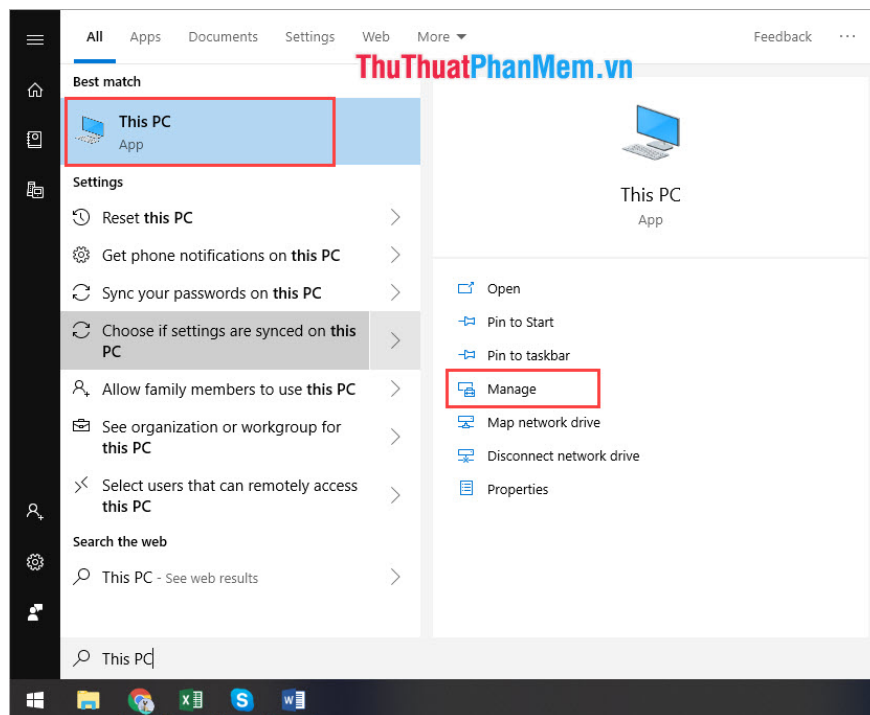 All Apps Documents Settings Web More Feedback ...
ThuThuatPhanMem.vn
Best match
This PC
App
Settings
Reset this PC
Get phone notifications on this PC
Sync your passwords on this PC
Choose if settings are synced on this
PC
Allow family members to use this PC
See organization or workgroup for
this PC
Select users that can remotely access
this PC
Search the web
This PC - See web results
This PC
This PC
App
Open
Pin to Start
Pin to taskbar
Manage
Map network drive
Disconnect network drive
Properties